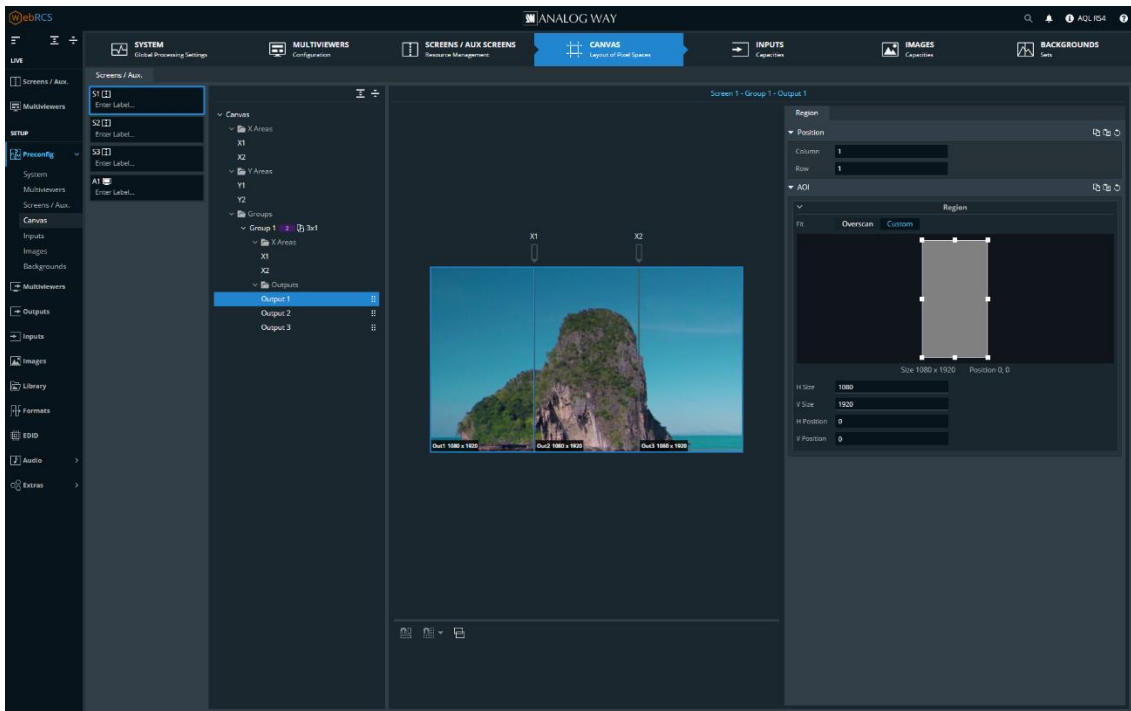 WebRCS
ANALOG WAY
AQL RS4
LIVE
Screens / Aux.
Multiviewers
SETUP
Preconfig
System
Multiviewers
Screens / Aux.
Canvas
Inputs
Images
Backgrounds
Multiviewers
Outputs
Inputs
Images
Library
Formats
EDID
Audio
Extras
SYSTEM
Global Processing Settings
MULTIVIEWERS
Configuration
SCREENS / AUX SCREENS
Resource Management
CANVAS
Layout of Pixel Spaces
INPUTS
Capacities
IMAGES
Capacities
BACKGROUNDS
Sets
Screens / Aux.
S1
Enter Label...
S2
Enter Label...
S3
Enter Label...
A1
Enter Label...
Canvas
X Areas
X1
X2
Y Areas
Y1
Y2
Groups
Group 1 2 3x1
X Areas
X1
X2
Outputs
Output 1
Output 2
Output 3
Screen 1 - Group 1 - Output 1
X1 X2
Out1 1080 x 1920
Out2 1080 x 1920
Out3 1080 x 1920
Region
Position
Column 1
Row 1
AOI
Region
Fit Overscan Custom
Size 1080 x 1920 Position 0, 0
H Size 1080
V Size 1920
H Position 0
V Position 0